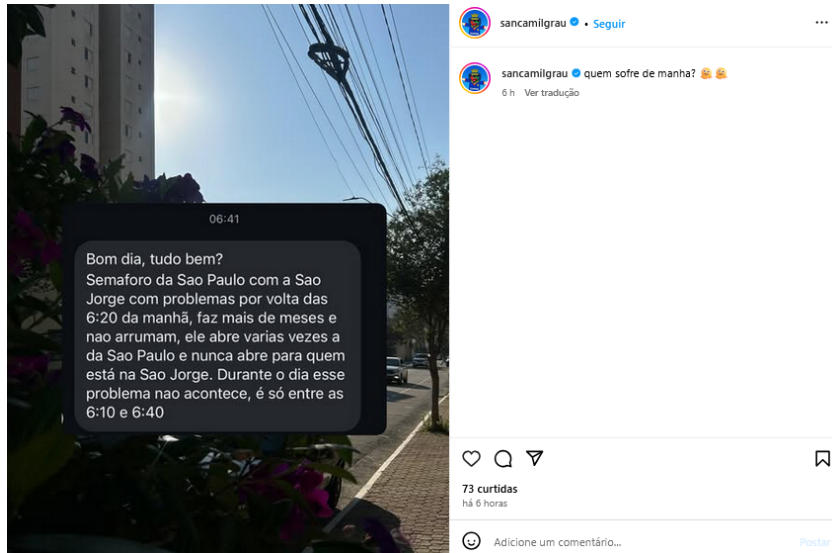 06:41
Bom dia, tudo bem?
Semaforo da Sao Paulo com a Sao
Jorge com problemas por volta das
6:20 da manhã, faz mais de meses e
nao arrumam, ele abre varias vezes a
da Sao Paulo e nunca abre para quem
está na Sao Jorge. Durante o dia esse
problema nao acontece, é só entre as
6:10 e 6:40
sancamilgrau • Seguir
sancamilgrau quem sofre de manha?
6 h Ver tradução
73 curtidas
há 6 horas
Adicione um comentário...
Postar